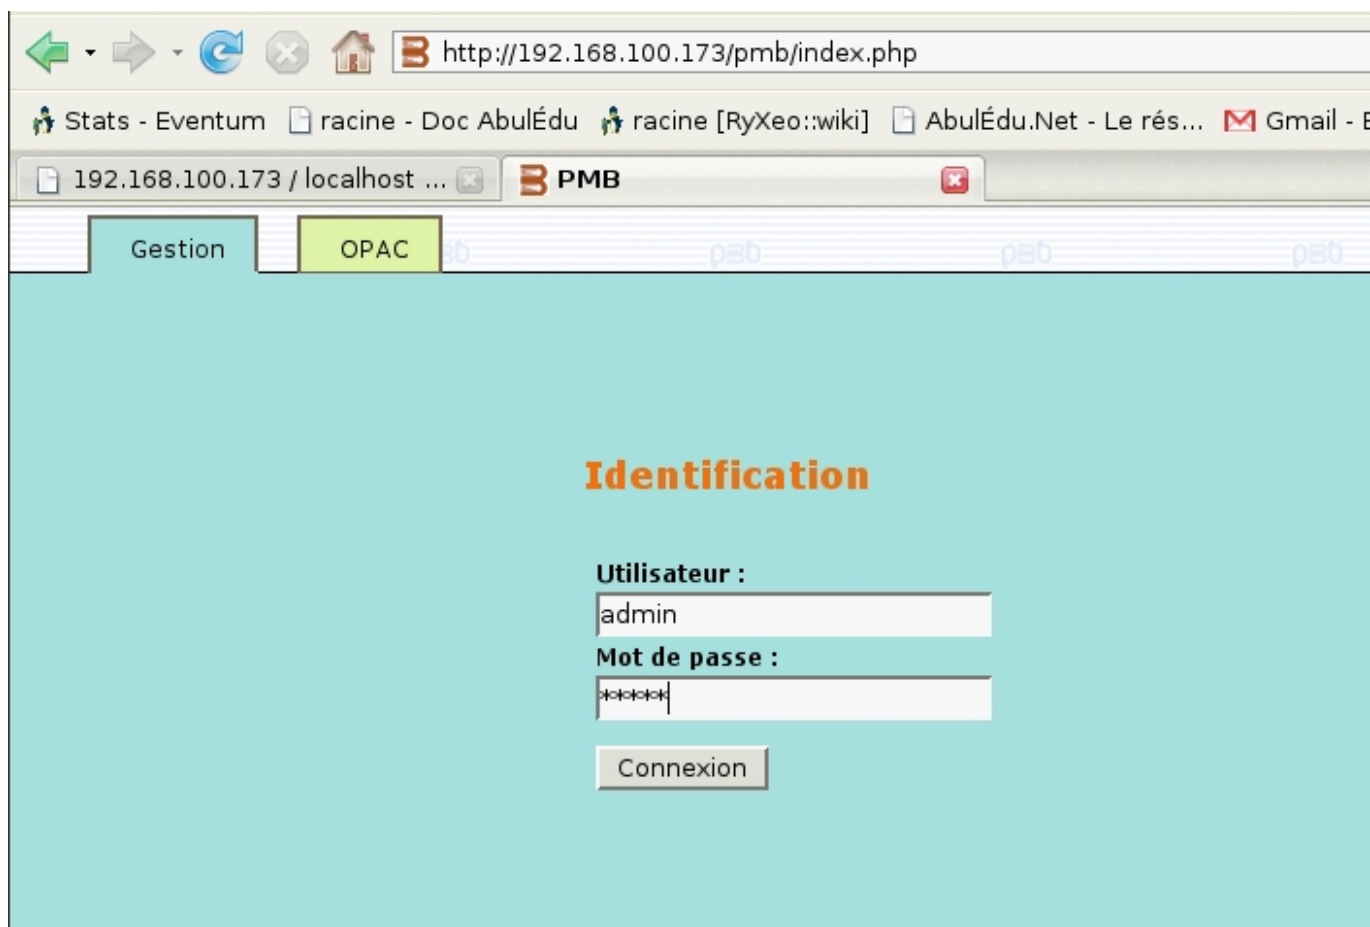 http://192.168.100.173/pmb/index.php
Stats - Eventum racine - Doc AbulÉdu racine [RyXeo::wiki] AbulÉdu.Net - Le rés... Gmail - E
192.168.100.173 / localhost ... PMB
Gestion OPAC
Identification
Utilisateur :
admin
Mot de passe :
*****
Connexion